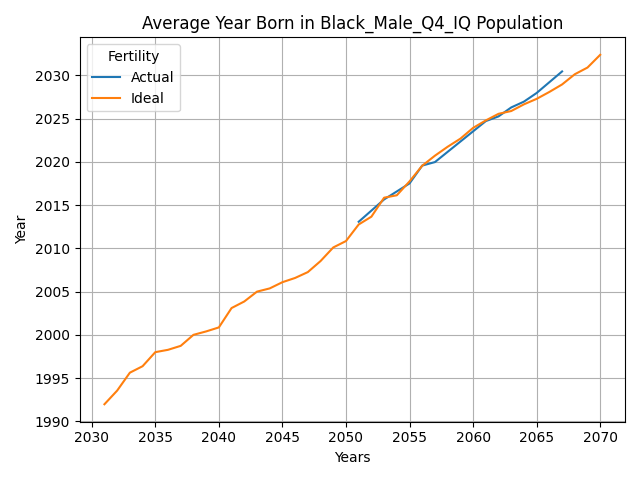 Average Year Born in Black_Male_Q4_IQ Population
Fertility
Actual
Ideal
Year
2030
2025
2020
2015
2010
2005
2000
1995
1990
2030 2035 2040 2045 2050 2055 2060 2065 2070
Years